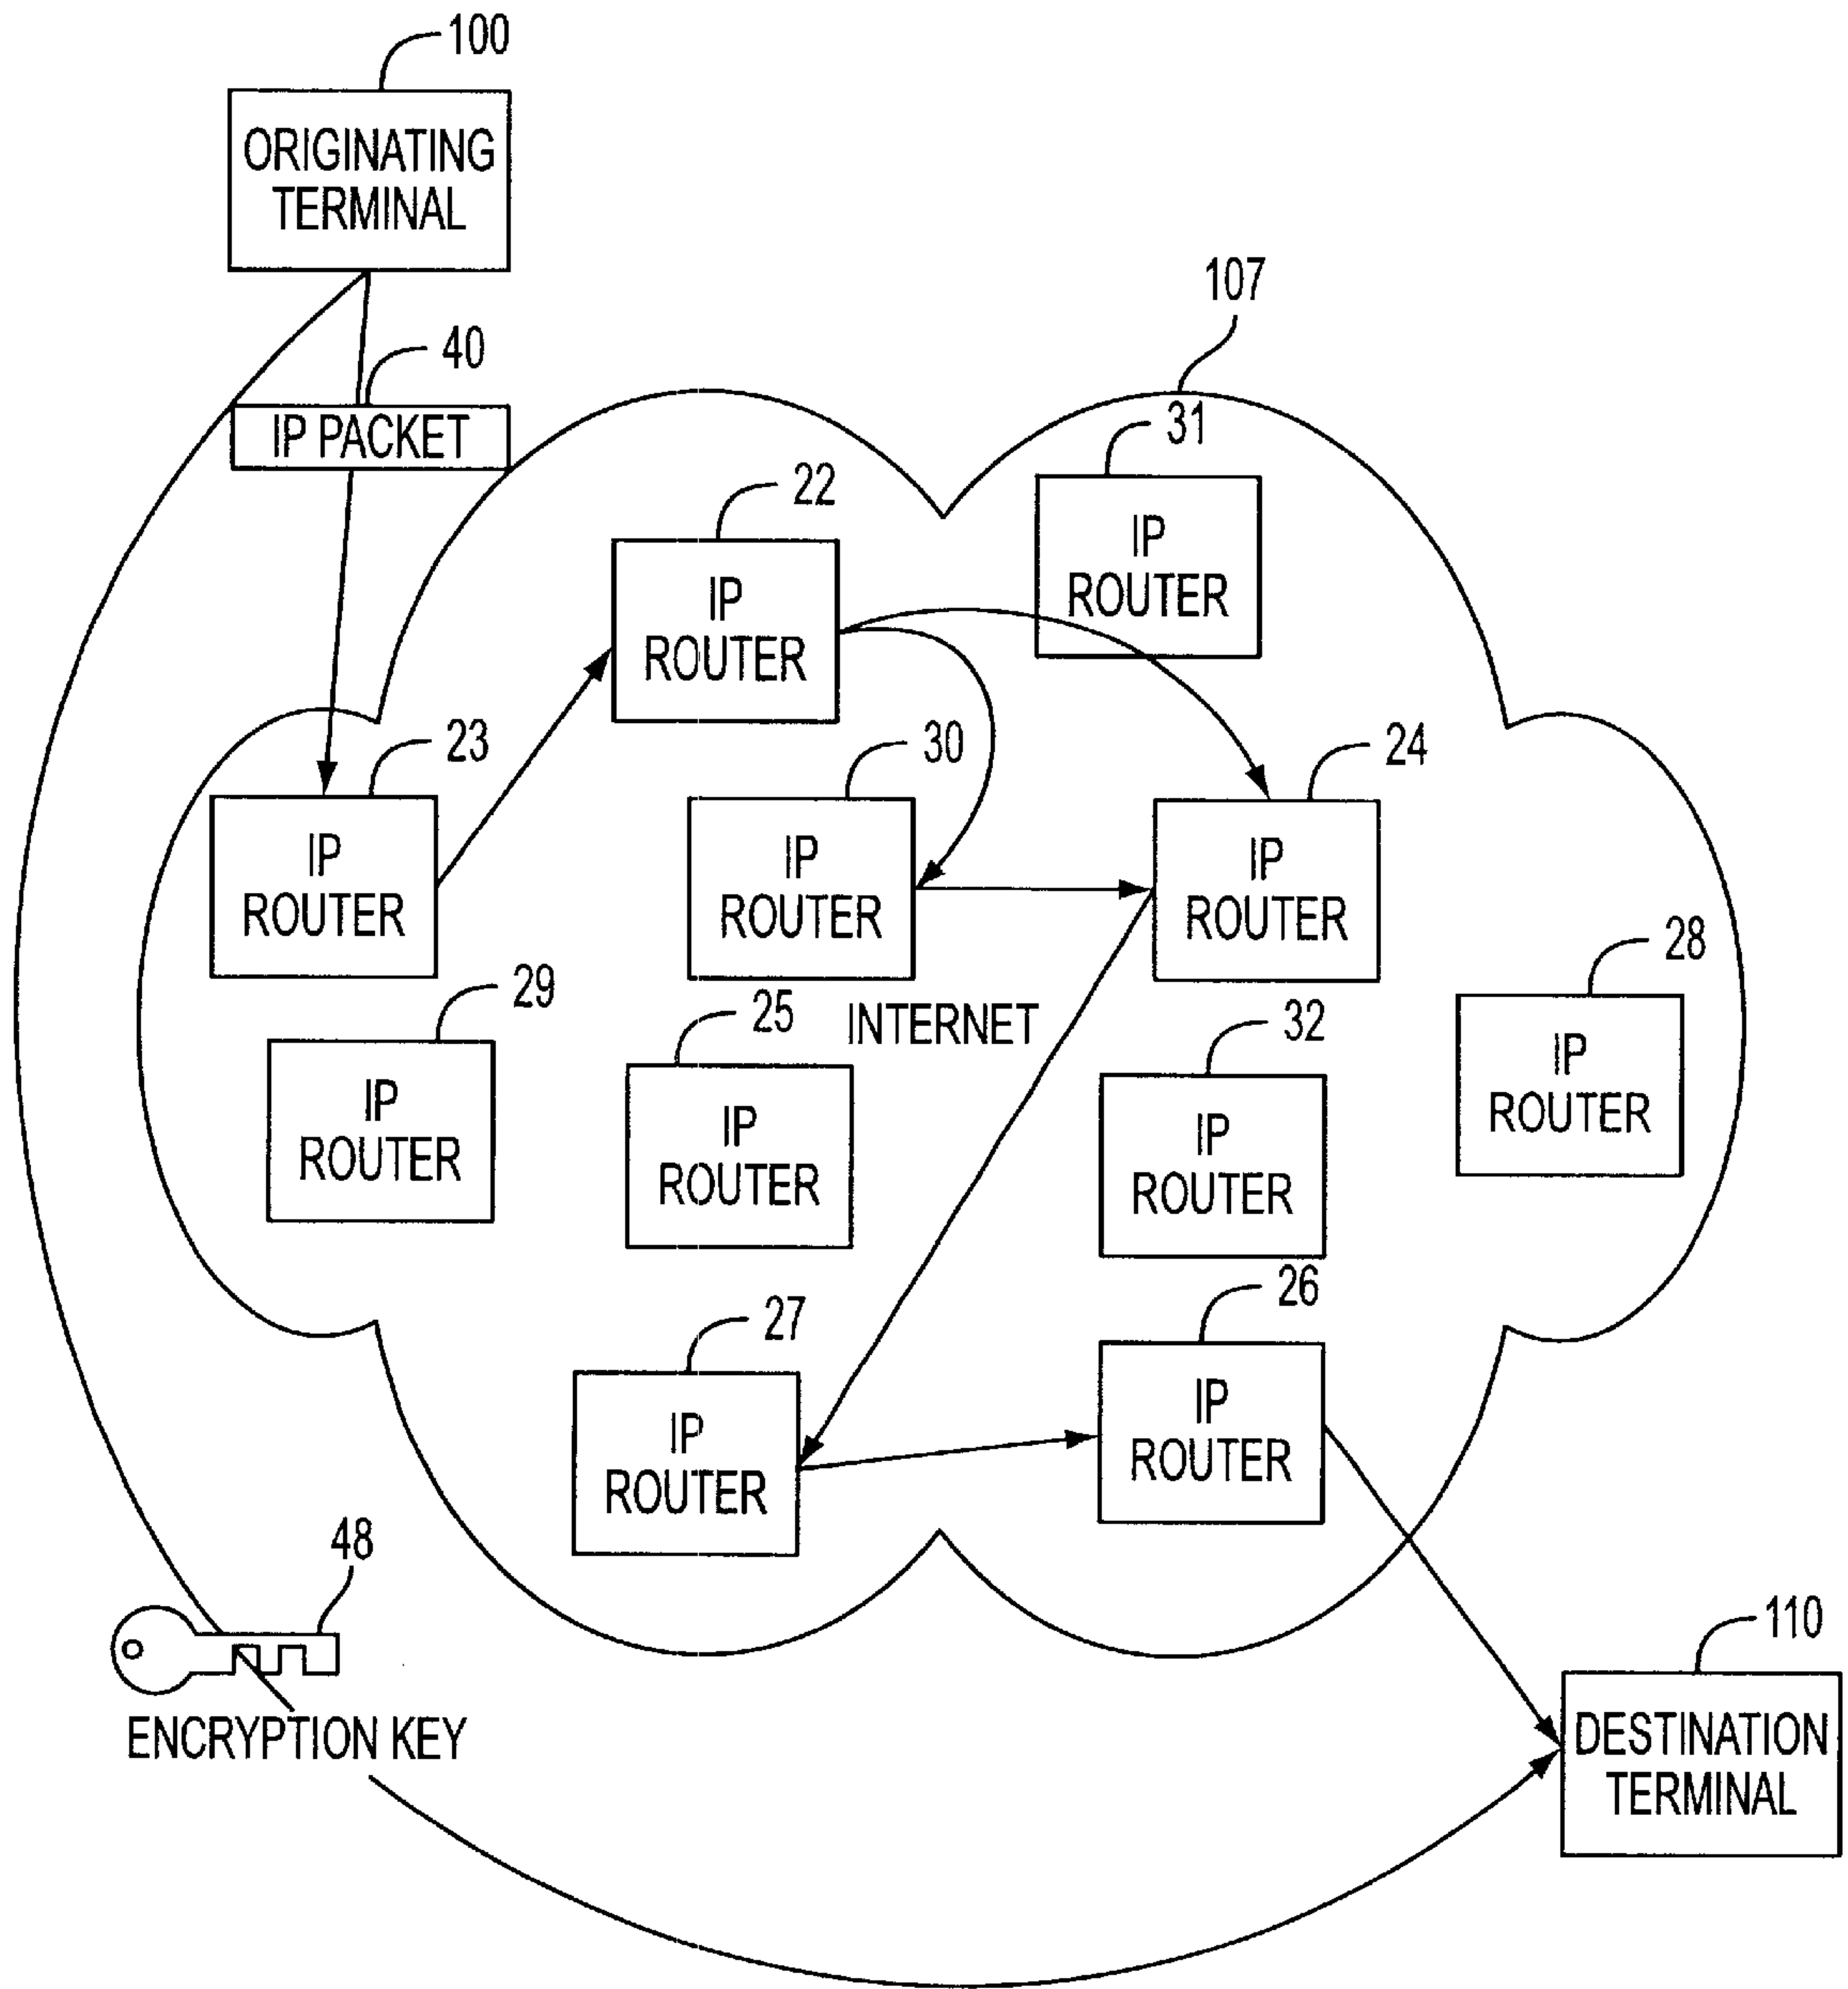 100
ORIGINATING
TERMINAL
107
40
IP PACKET
31
IP
ROUTER
22
IP
ROUTER
23
IP
ROUTER
30
IP
ROUTER
24
IP
ROUTER
28
IP
ROUTER
29
IP
ROUTER
25
IP
ROUTER
INTERNET
32
IP
ROUTER
27
IP
ROUTER
26
IP
ROUTER
48
ENCRYPTION KEY
110
DESTINATION
TERMINAL